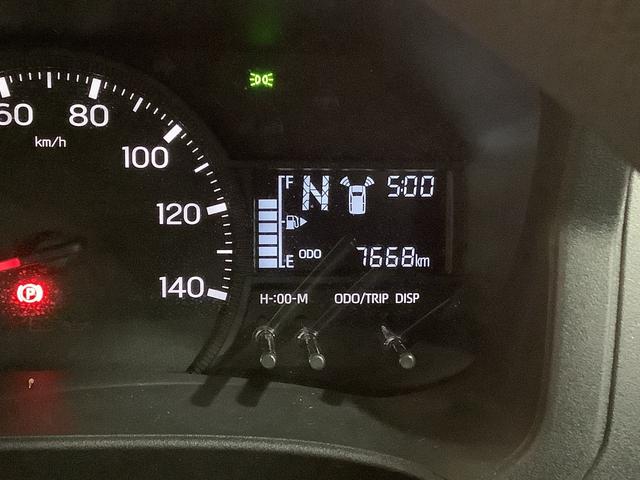 60
80
km/h
100
120
140
P
F
N
5:00
E
ODO
7668km
H-:00-M
ODO/TRIP DISP